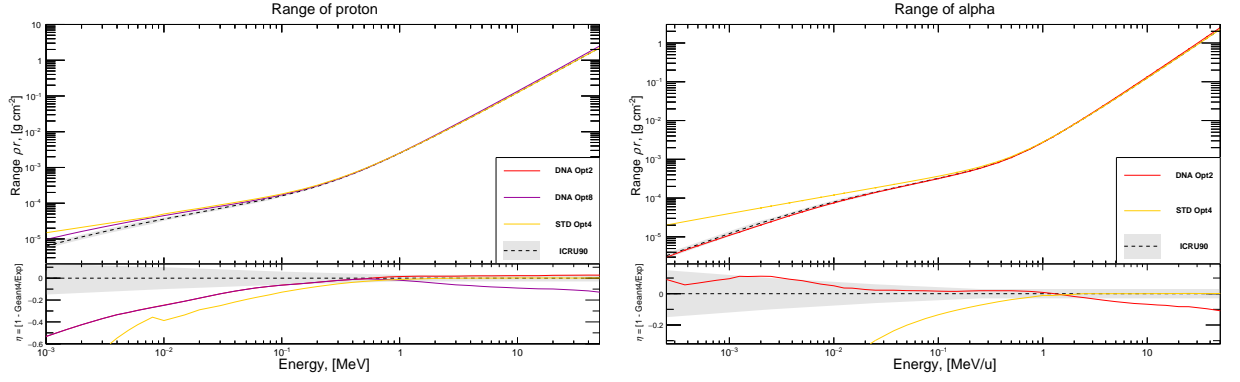 Range of proton
10
1
10⁻¹
10⁻²
10⁻³
10⁻⁴
10⁻⁵
Range ρr, [g cm⁻²]
DNA Opt2
DNA Opt8
STD Opt4
ICRU90
0
−0.2
−0.4
−0.6
η = [1 - Geant4/Exp]
10⁻³
10⁻²
10⁻¹
1
10
Energy, [MeV]
Range of alpha
1
10⁻¹
10⁻²
10⁻³
10⁻⁴
10⁻⁵
Range ρr, [g cm⁻²]
DNA Opt2
STD Opt4
ICRU90
0
−0.2
η = [1 - Geant4/Exp]
10⁻³
10⁻²
10⁻¹
1
10
Energy, [MeV/u]